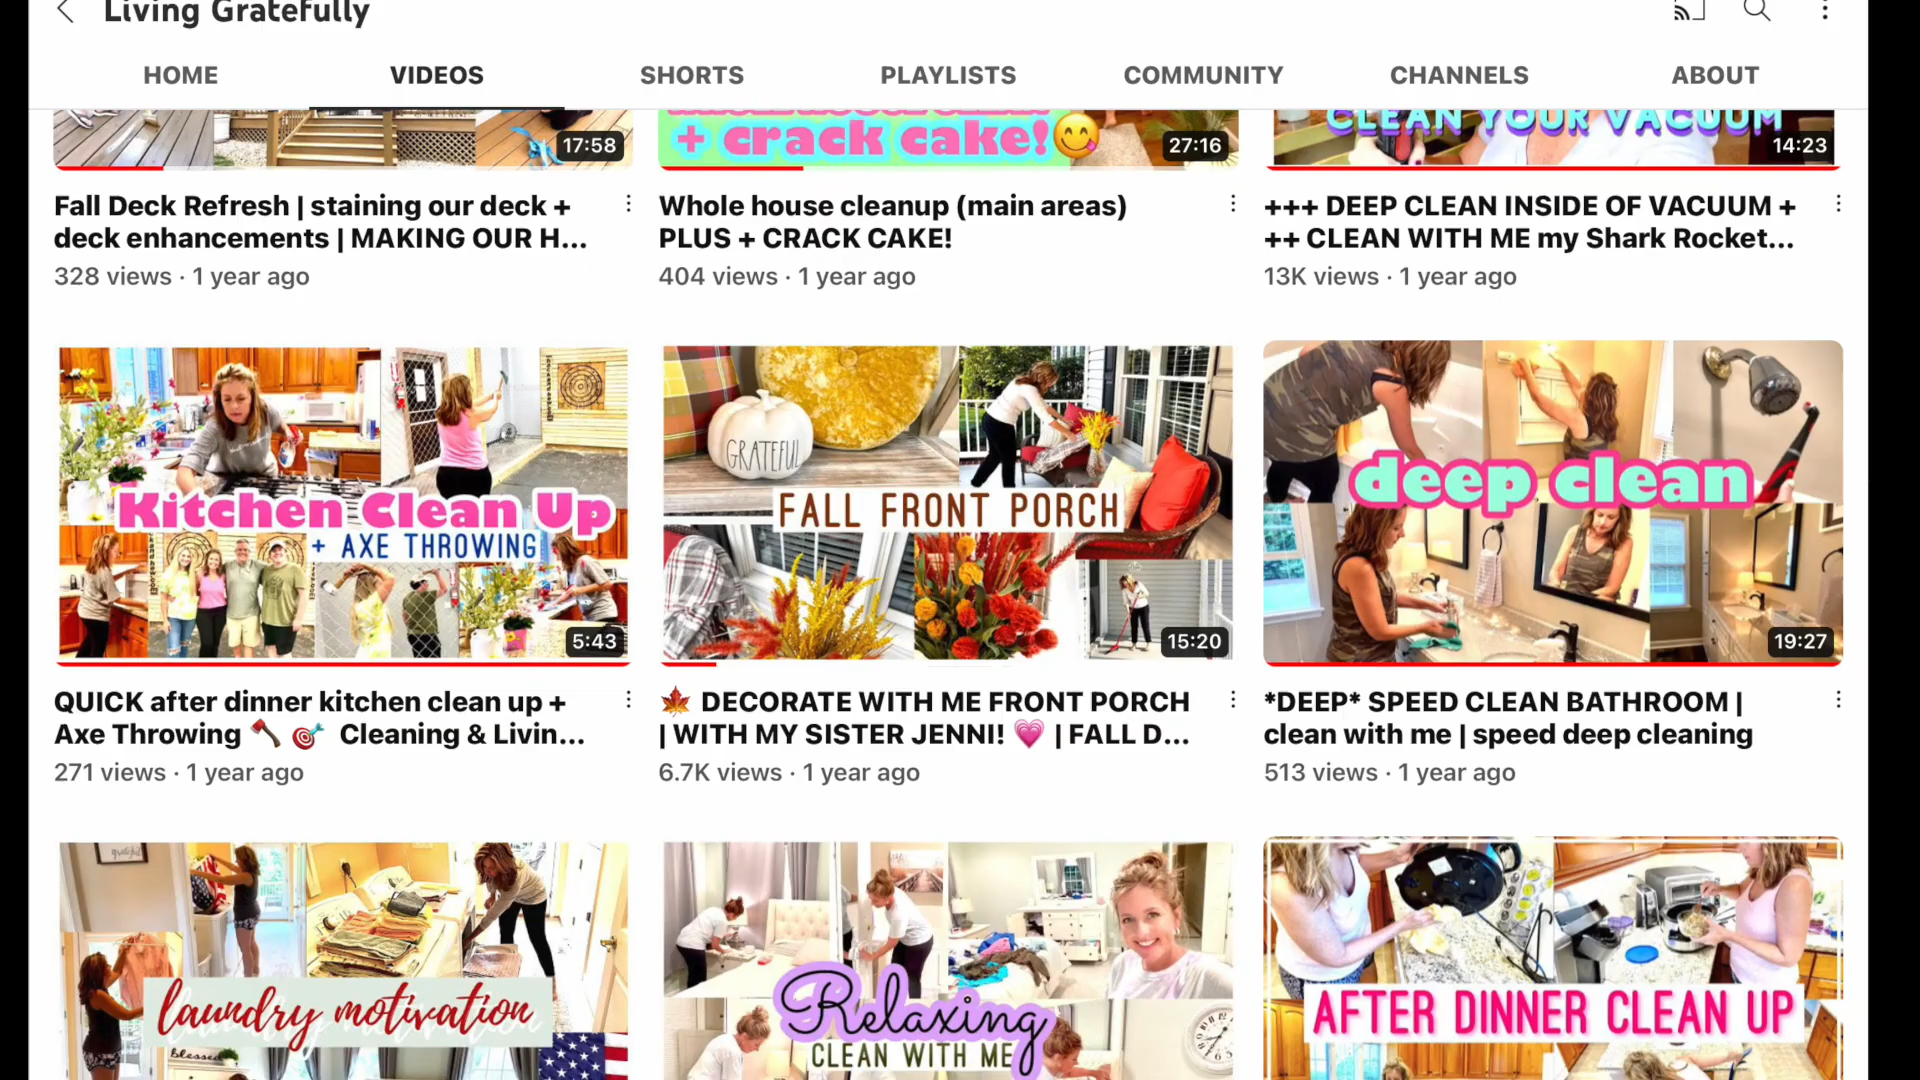 Living Gratefully
HOME VIDEOS SHORTS PLAYLISTS COMMUNITY CHANNELS ABOUT
17:58
+ crack cake!
27:16
CLEAN YOUR VACUUM
14:23
Fall Deck Refresh | staining our deck +
deck enhancements | MAKING OUR H...
328 views · 1 year ago
Whole house cleanup (main areas)
PLUS + CRACK CAKE!
404 views · 1 year ago
+++ DEEP CLEAN INSIDE OF VACUUM +
++ CLEAN WITH ME my Shark Rocket...
13K views · 1 year ago
Kitchen Clean Up
+ AXE THROWING
5:43
GRATEFUL
FALL FRONT PORCH
15:20
deep clean
19:27
QUICK after dinner kitchen clean up +
Axe Throwing 🪓 🎯 Cleaning & Livin...
271 views · 1 year ago
🍁 DECORATE WITH ME FRONT PORCH
| WITH MY SISTER JENNI! 💗 | FALL D...
6.7K views · 1 year ago
*DEEP* SPEED CLEAN BATHROOM |
clean with me | speed deep cleaning
513 views · 1 year ago
grateful
laundry motivation
blessed
Relaxing
CLEAN WITH ME
AFTER DINNER CLEAN UP